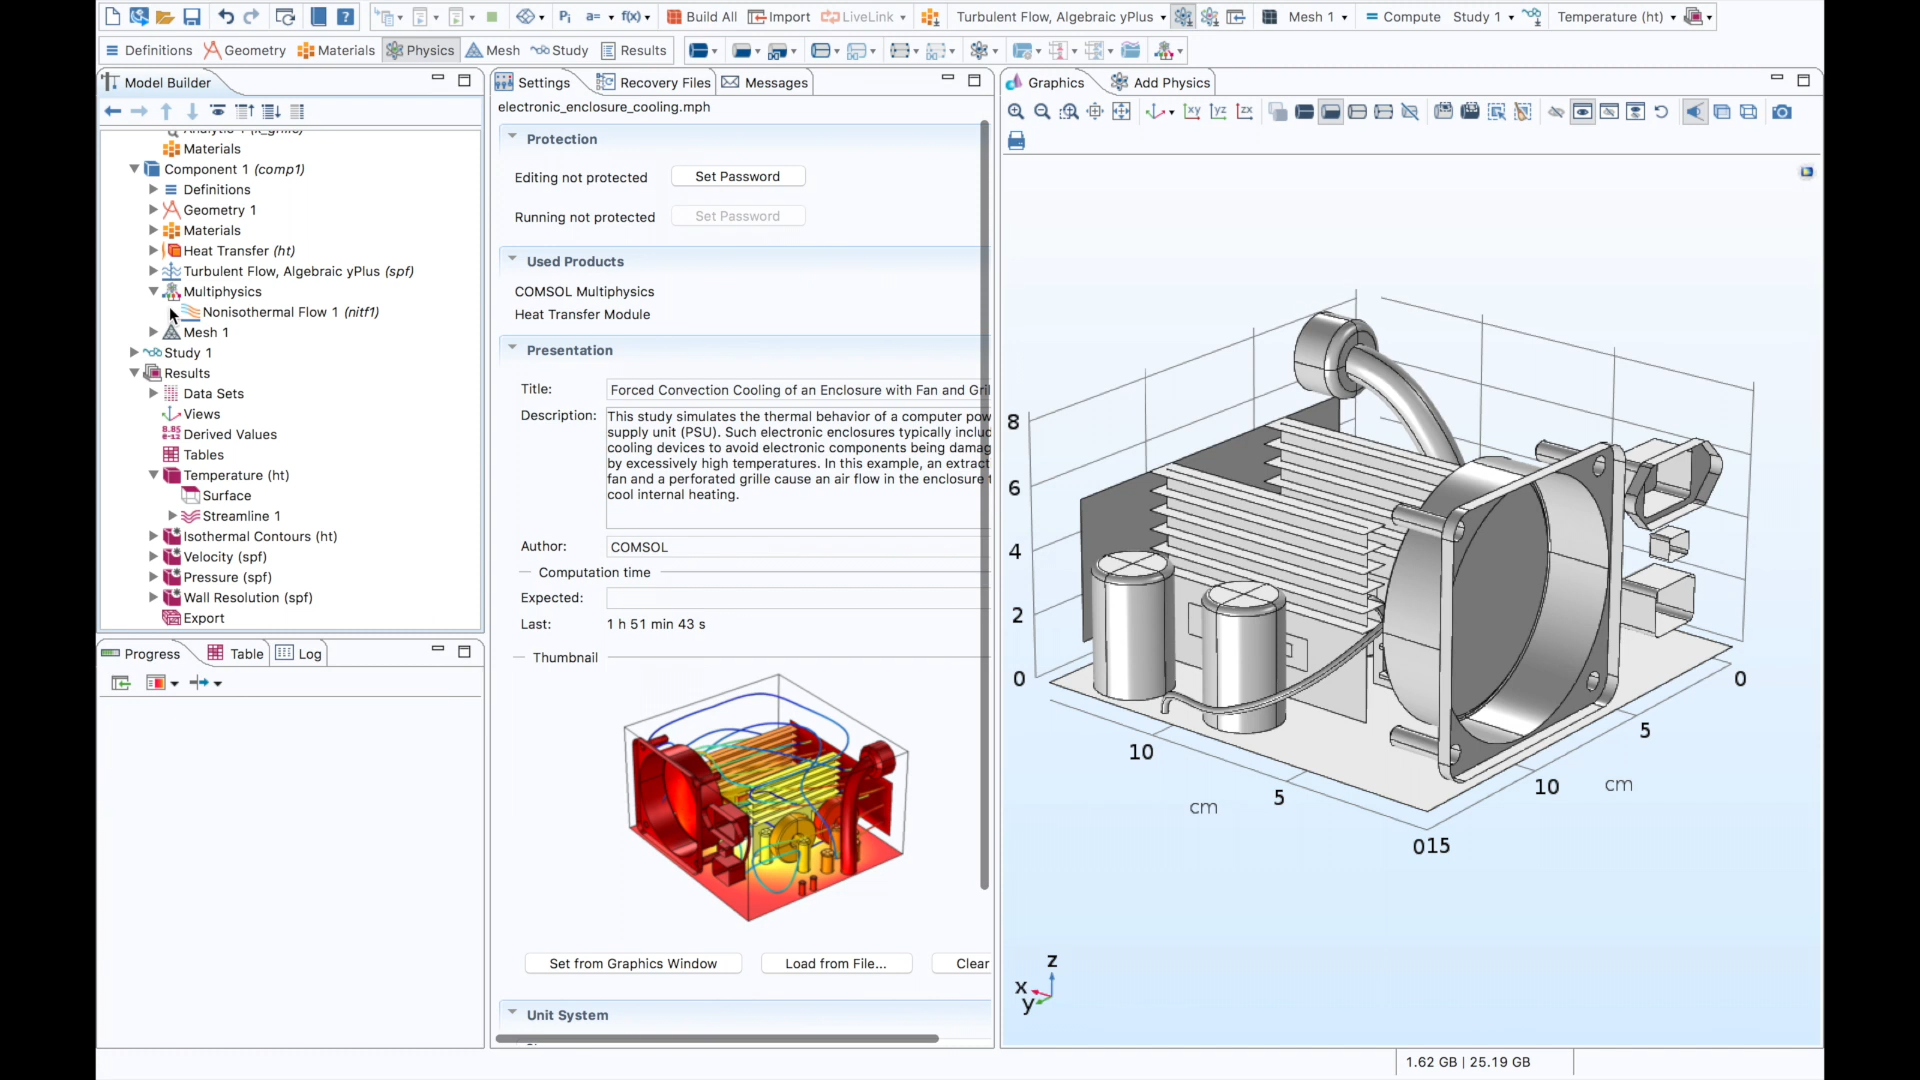 Pi
a=
f(x)
Build All
Import
LiveLink
Turbulent Flow, Algebraic yPlus
Mesh 1
Compute
Study 1
Temperature (ht)
Definitions
Geometry
Materials
Physics
Mesh
Study
Results
Model Builder
Settings
Recovery Files
Messages
Graphics
Add Physics
Materials
Component 1 (comp1)
Definitions
Geometry 1
Materials
Heat Transfer (ht)
Turbulent Flow, Algebraic yPlus (spf)
Multiphysics
Nonisothermal Flow 1 (nitf1)
Mesh 1
Study 1
Results
Data Sets
Views
Derived Values
Tables
Temperature (ht)
Surface
Streamline 1
Isothermal Contours (ht)
Velocity (spf)
Pressure (spf)
Wall Resolution (spf)
Export
Progress
Table
Log
electronic_enclosure_cooling.mph
Protection
Editing not protected
Set Password
Running not protected
Set Password
Used Products
COMSOL Multiphysics
Heat Transfer Module
Presentation
Title:
Forced Convection Cooling of an Enclosure with Fan and Gril
Description:
This study simulates the thermal behavior of a computer pow
supply unit (PSU). Such electronic enclosures typically includ
cooling devices to avoid electronic components being damag
by excessively high temperatures. In this example, an extract
fan and a perforated grille cause an air flow in the enclosure t
cool internal heating.
Author:
COMSOL
Computation time
Expected:
Last:
1 h 51 min 43 s
Thumbnail
Set from Graphics Window
Load from File...
Clear
Unit System
xy
yz
zx
8
6
4
2
0
10
5
cm
015
10
cm
5
0
z
x
y
1.62 GB | 25.19 GB